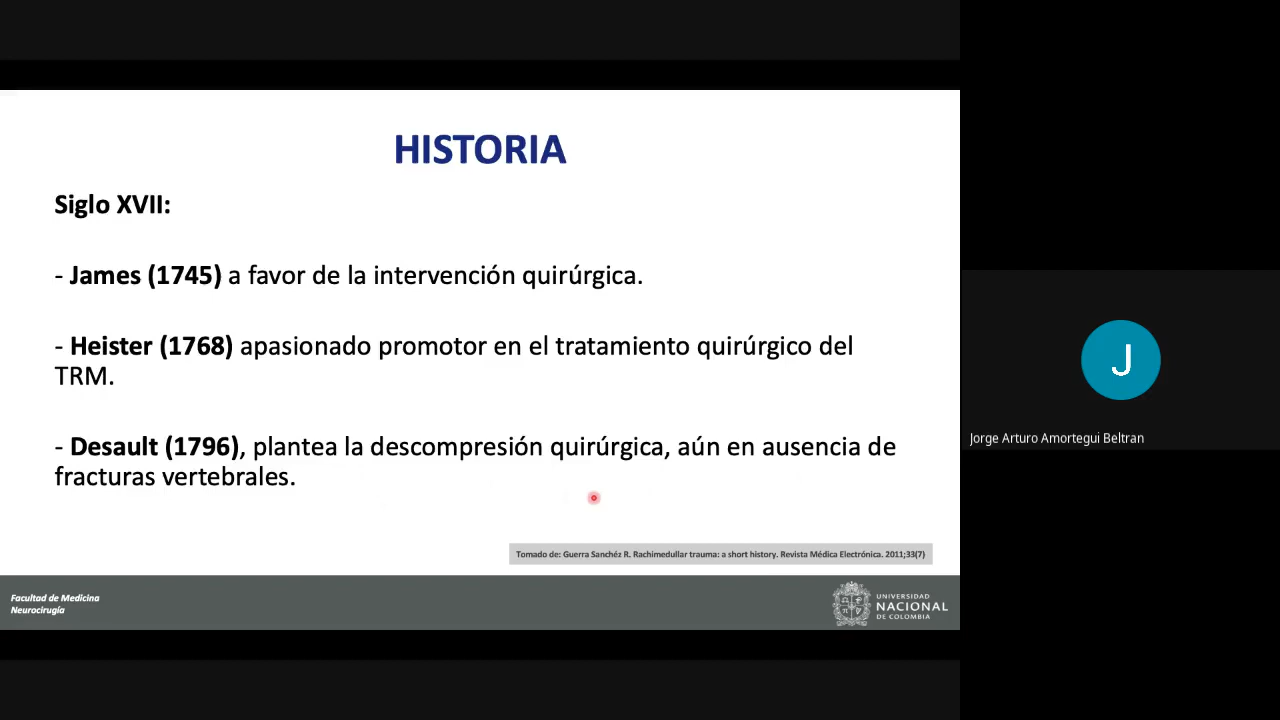 HISTORIA
Siglo XVII:
- James (1745) a favor de la intervención quirúrgica.
- Heister (1768) apasionado promotor en el tratamiento quirúrgico del
TRM.
- Desault (1796), plantea la descompresión quirúrgica, aún en ausencia de
fracturas vertebrales.
Tomado de: Guerra Sanchéz R. Rachimedullar trauma: a short history. Revista Médica Electrónica. 2011;33(7)
Facultad de Medicina
Neurocirugía
UNIVERSIDAD
NACIONAL
DE COLOMBIA
J
Jorge Arturo Amortegui Beltran